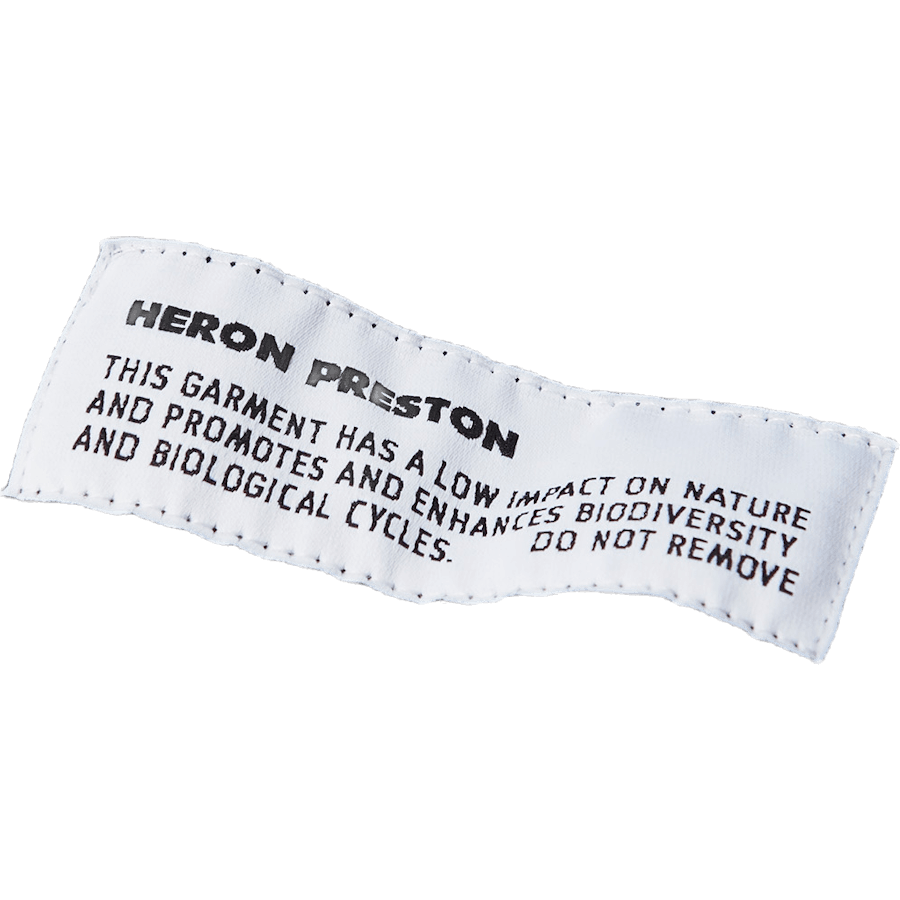 HERON PRESTON
THIS GARMENT HAS A LOW IMPACT ON NATURE
AND PROMOTES AND ENHANCES BIODIVERSITY
AND BIOLOGICAL CYCLES. DO NOT REMOVE